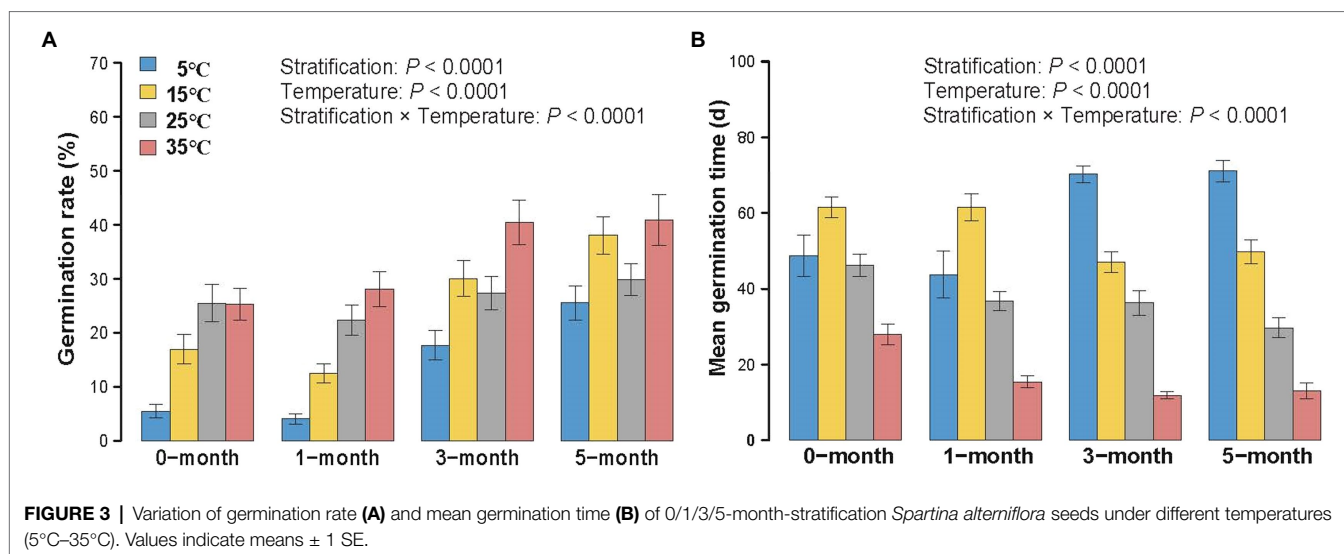 A
70
60
50
40
30
20
10
0
Germination rate (%)
5°C
15°C
25°C
35°C
Stratification: P < 0.0001
Temperature: P < 0.0001
Stratification × Temperature: P < 0.0001
0–month 1–month 3–month 5–month
B
100
80
60
40
20
0
Mean germination time (d)
Stratification: P < 0.0001
Temperature: P < 0.0001
Stratification × Temperature: P < 0.0001
0–month 1–month 3–month 5–month
FIGURE 3 | Variation of germination rate (A) and mean germination time (B) of 0/1/3/5-month-stratification Spartina alterniflora seeds under different temperatures
(5°C–35°C). Values indicate means ± 1 SE.